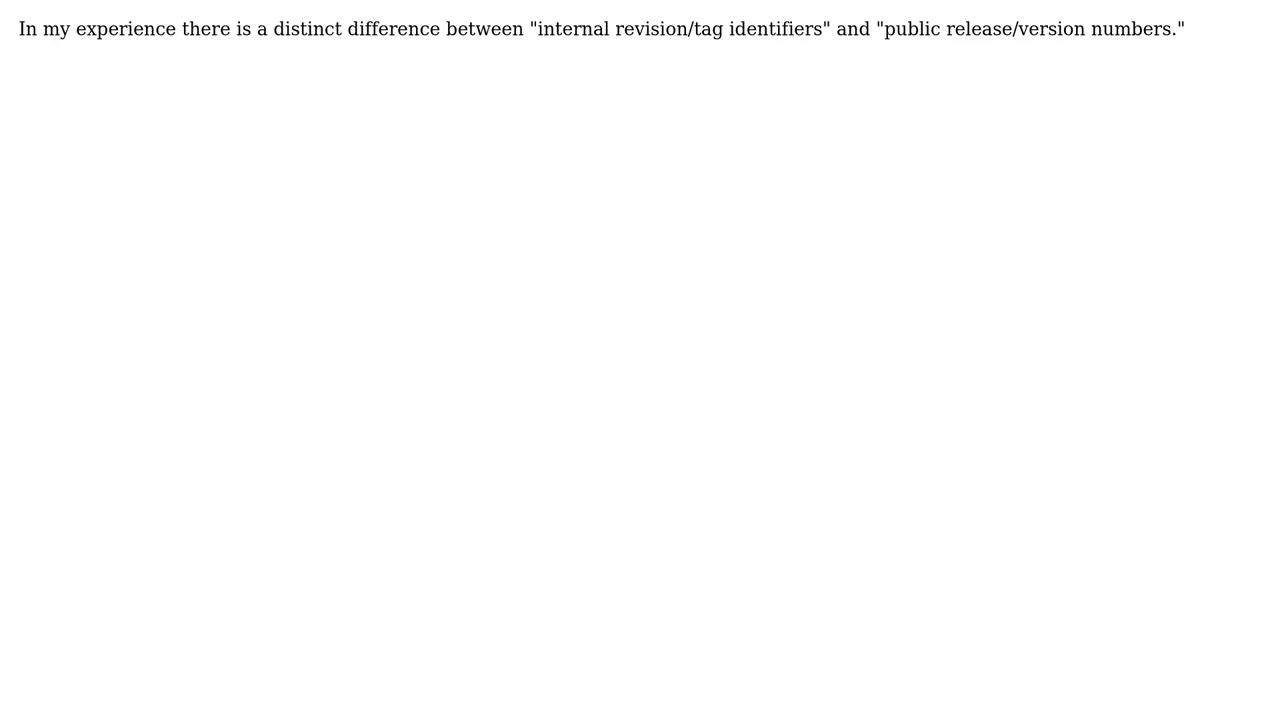 In my experience there is a distinct difference between "internal revision/tag identifiers" and "public release/version numbers."